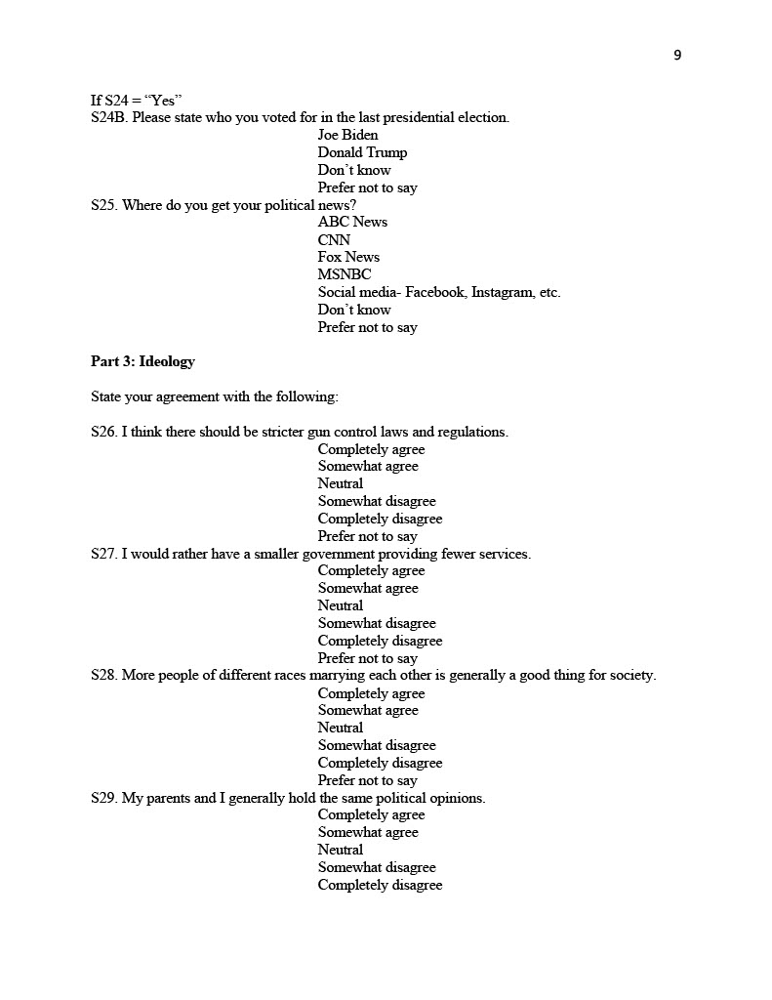 9
If S24 = “Yes”
S24B. Please state who you voted for in the last presidential election.
Joe Biden
Donald Trump
Don’t know
Prefer not to say
S25. Where do you get your political news?
ABC News
CNN
Fox News
MSNBC
Social media- Facebook, Instagram, etc.
Don’t know
Prefer not to say
Part 3: Ideology
State your agreement with the following:
S26. I think there should be stricter gun control laws and regulations.
Completely agree
Somewhat agree
Neutral
Somewhat disagree
Completely disagree
Prefer not to say
S27. I would rather have a smaller government providing fewer services.
Completely agree
Somewhat agree
Neutral
Somewhat disagree
Completely disagree
Prefer not to say
S28. More people of different races marrying each other is generally a good thing for society.
Completely agree
Somewhat agree
Neutral
Somewhat disagree
Completely disagree
Prefer not to say
S29. My parents and I generally hold the same political opinions.
Completely agree
Somewhat agree
Neutral
Somewhat disagree
Completely disagree